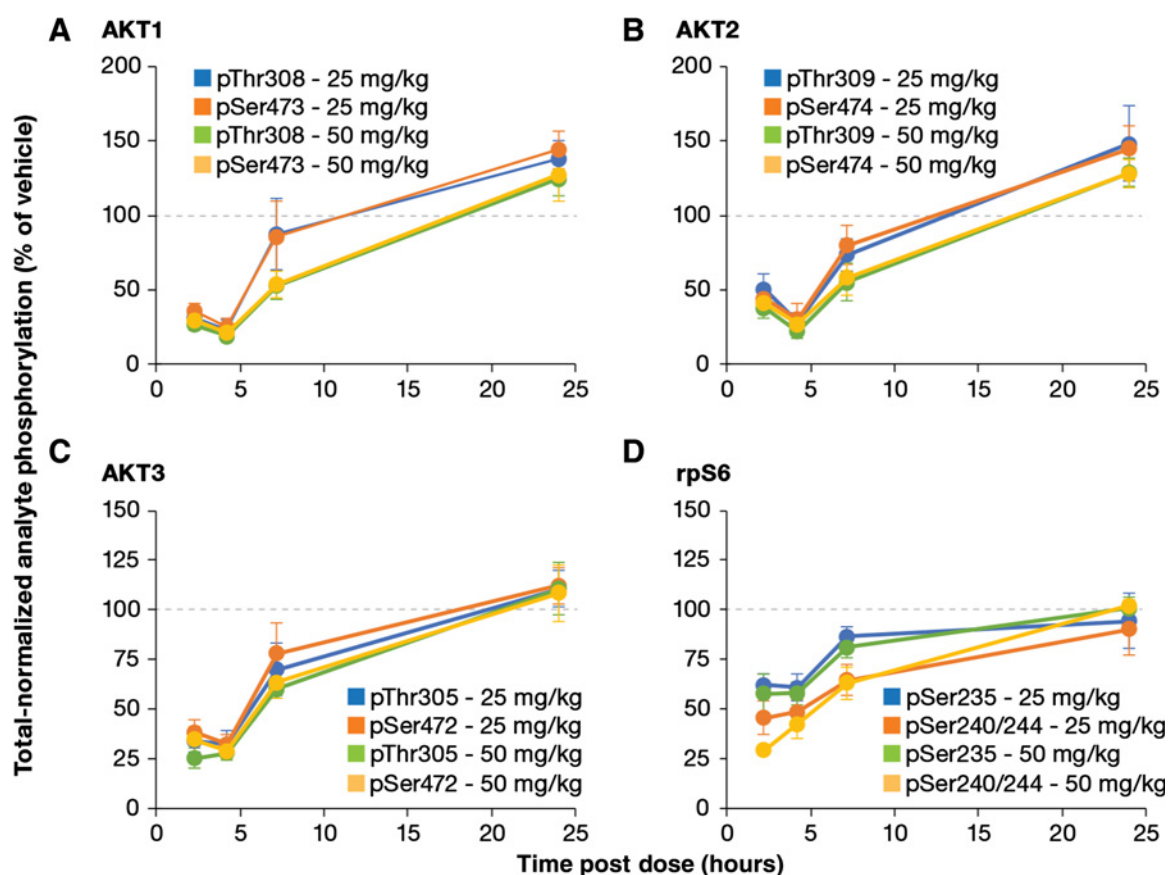 A AKT1
200
150
100
50
0
0 5 10 15 20 25
pThr308 - 25 mg/kg
pSer473 - 25 mg/kg
pThr308 - 50 mg/kg
pSer473 - 50 mg/kg
B AKT2
200
150
100
50
0
0 5 10 15 20 25
pThr309 - 25 mg/kg
pSer474 - 25 mg/kg
pThr309 - 50 mg/kg
pSer474 - 50 mg/kg
Total-normalized analyte phosphorylation (% of vehicle)
C AKT3
150
125
100
75
50
25
0
0 5 10 15 20 25
pThr305 - 25 mg/kg
pSer472 - 25 mg/kg
pThr305 - 50 mg/kg
pSer472 - 50 mg/kg
D rpS6
150
125
100
75
50
25
0
0 5 10 15 20 25
pSer235 - 25 mg/kg
pSer240/244 - 25 mg/kg
pSer235 - 50 mg/kg
pSer240/244 - 50 mg/kg
Time post dose (hours)